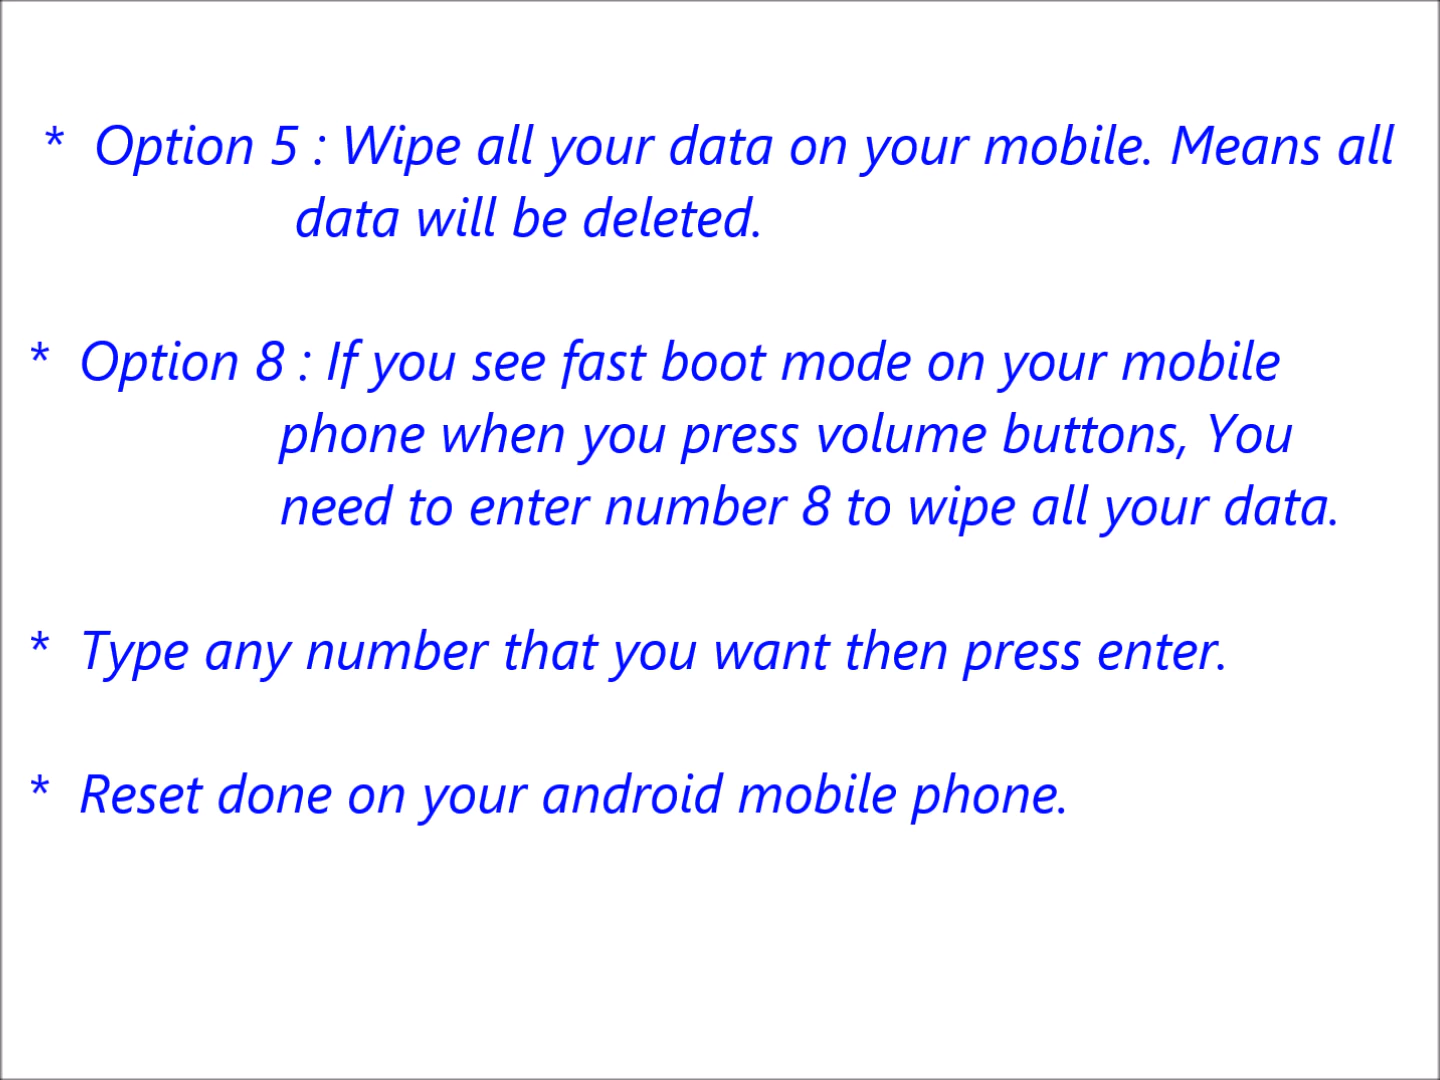 * Option 5 : Wipe all your data on your mobile. Means all
data will be deleted.
* Option 8 : If you see fast boot mode on your mobile
phone when you press volume buttons, You
need to enter number 8 to wipe all your data.
* Type any number that you want then press enter.
* Reset done on your android mobile phone.